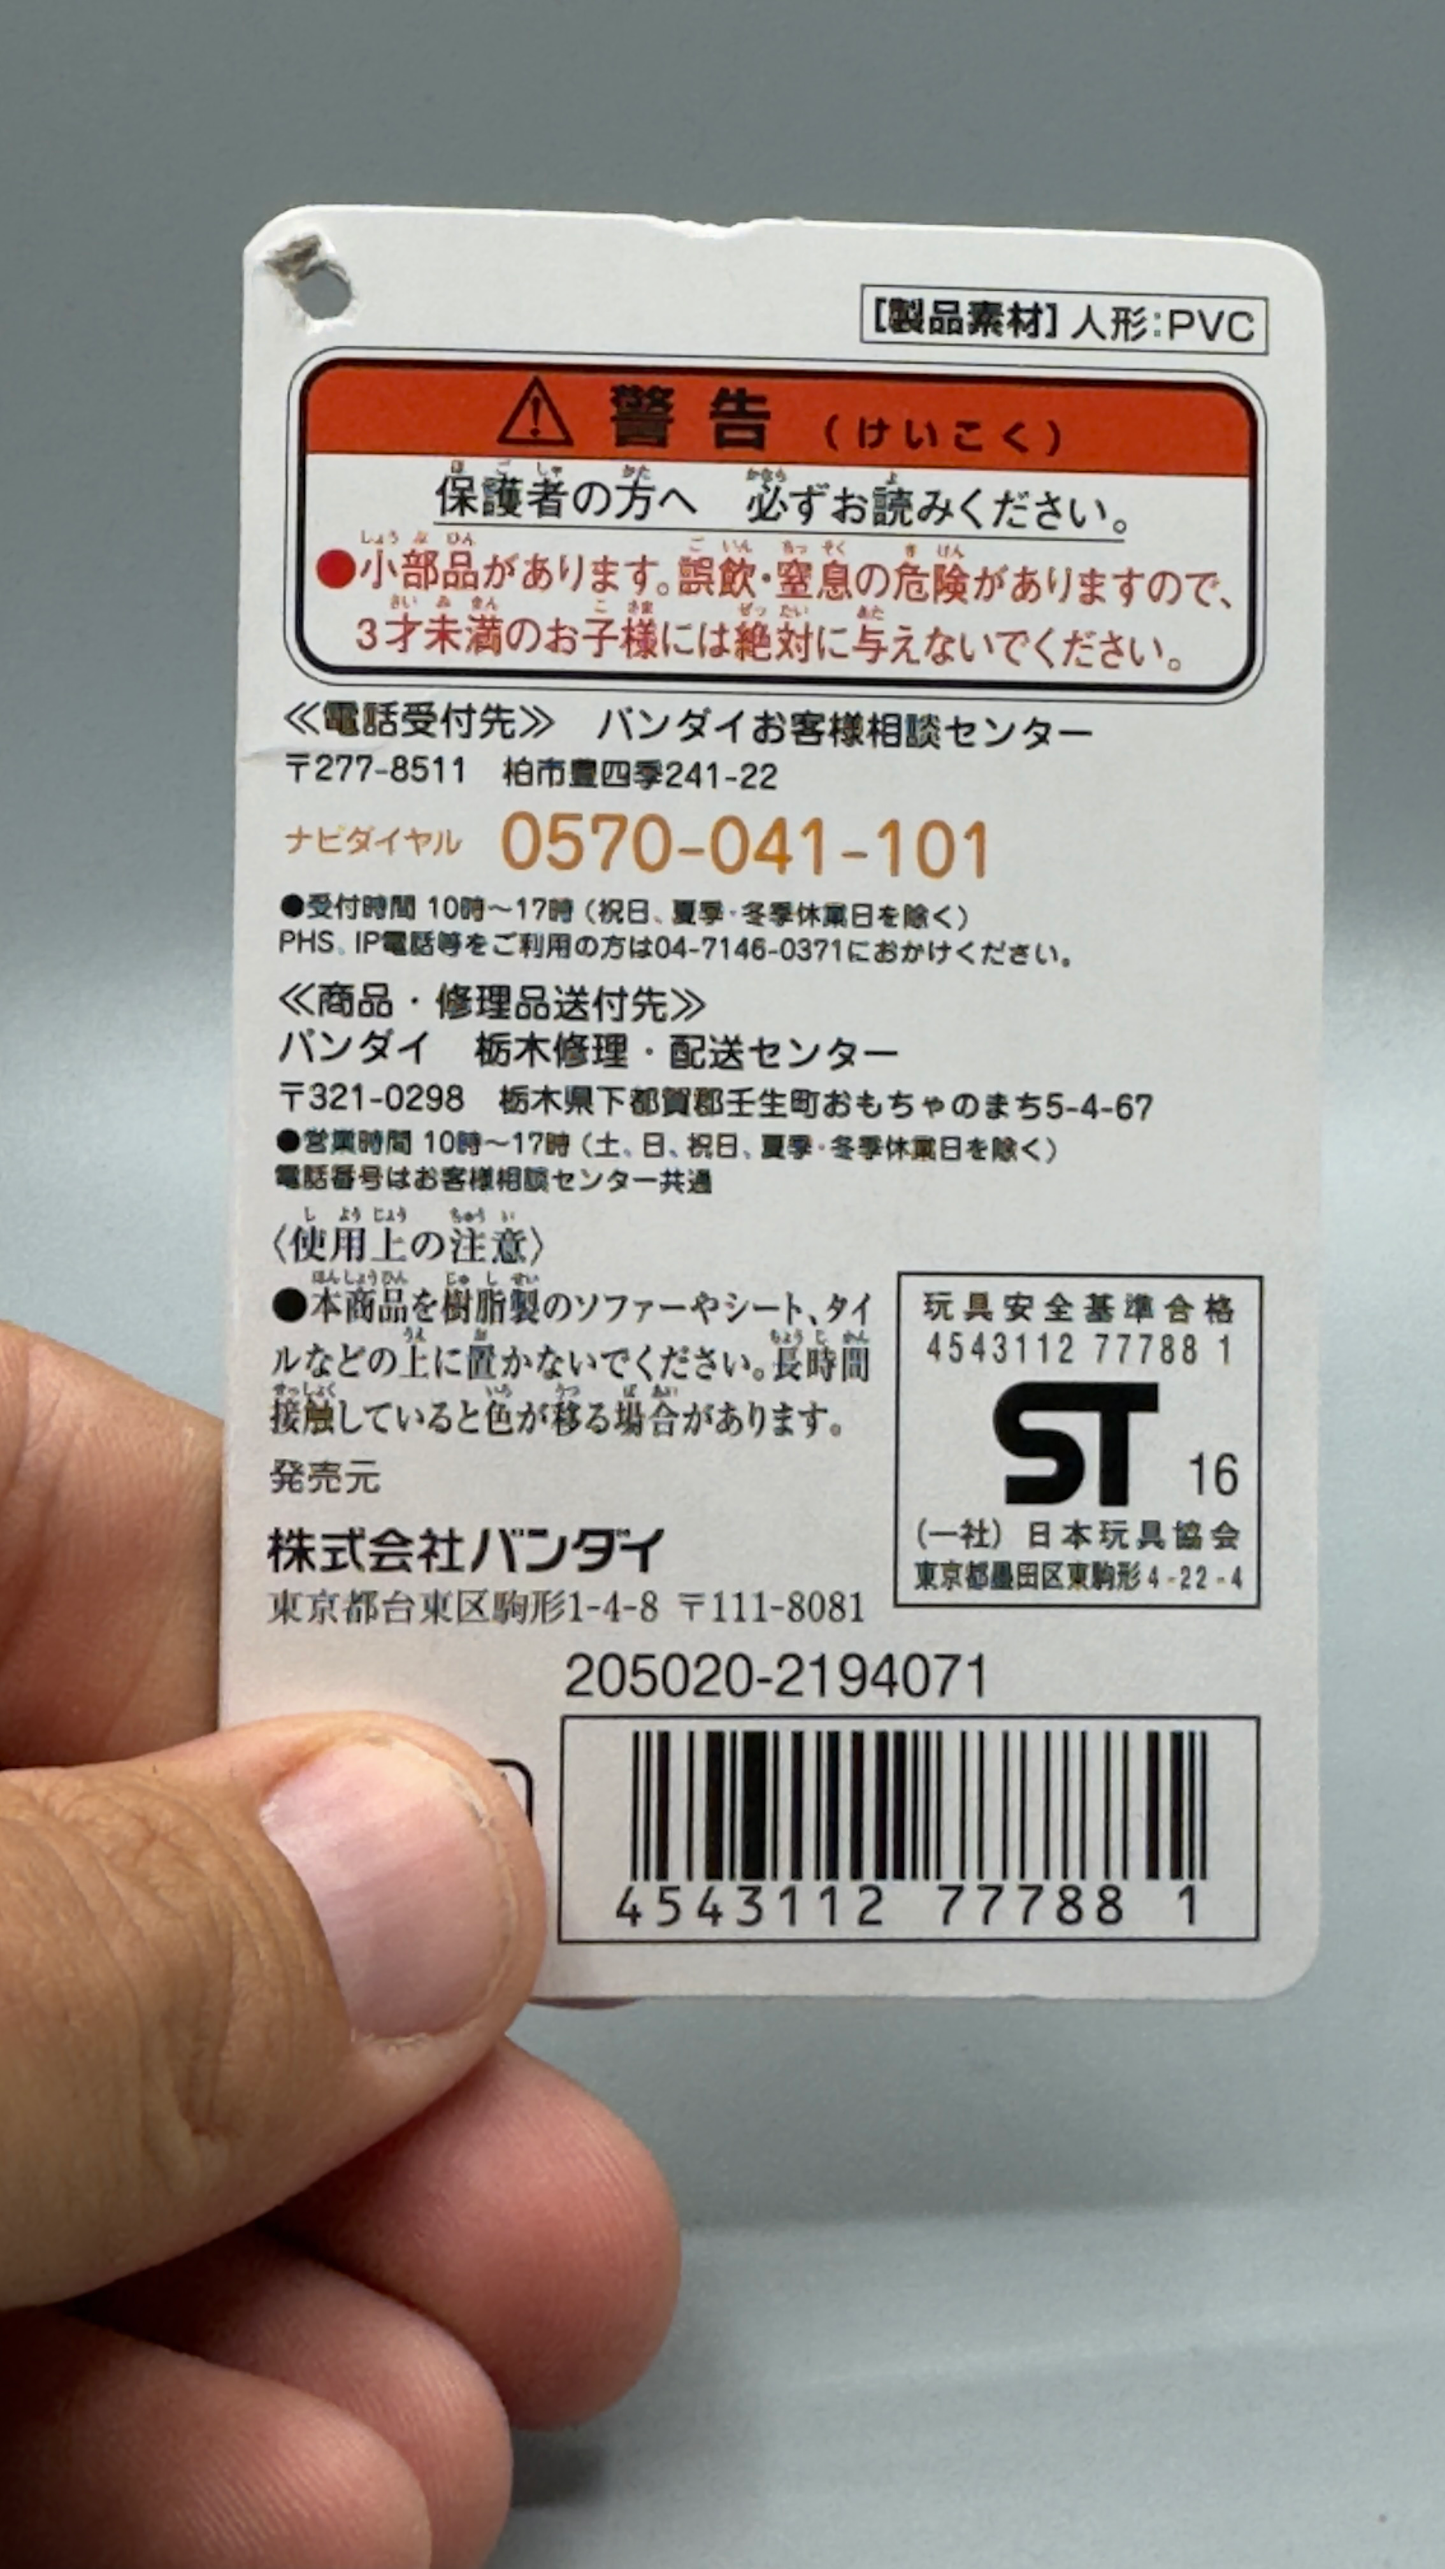 [製品素材] 人形:PVC
⚠ 警告 (けいこく)
保護者の方へ 必ずお読みください。
●小部品があります。誤飲・窒息の危険がありますので、
3才未満のお子様には絶対に与えないでください。
≪電話受付先≫ バンダイお客様相談センター
〒277-8511 柏市豊四季241-22
ナビダイヤル 0570-041-101
●受付時間 10時〜17時 (祝日、夏季・冬季休業日を除く)
PHS、IP電話等をご利用の方は04-7146-0371におかけください。
≪商品・修理品送付先≫
バンダイ 栃木修理・配送センター
〒321-0298 栃木県下都賀郡壬生町おもちゃのまち5-4-67
●営業時間 10時〜17時 (土、日、祝日、夏季・冬季休業日を除く)
電話番号はお客様相談センター共通
〈使用上の注意〉
●本商品を樹脂製のソファーやシート、タイ
ルなどの上に置かないでください。長時間
接触していると色が移る場合があります。
発売元
株式会社バンダイ
東京都台東区駒形1-4-8 〒111-8081
玩具安全基準合格
4543112 77788 1
ST 16
(一社) 日本玩具協会
東京都墨田区東駒形4-22-4
205020-2194071
4543112 77788 1